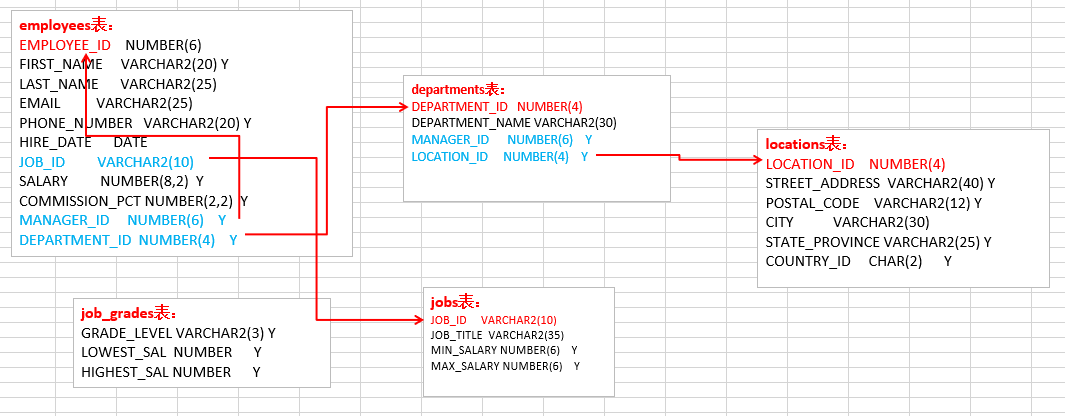 employees表：
EMPLOYEE_ID NUMBER(6)
FIRST_NAME VARCHAR2(20) Y
LAST_NAME VARCHAR2(25)
EMAIL VARCHAR2(25)
PHONE_NUMBER VARCHAR2(20) Y
HIRE_DATE DATE
JOB_ID VARCHAR2(10)
SALARY NUMBER(8,2) Y
COMMISSION_PCT NUMBER(2,2) Y
MANAGER_ID NUMBER(6) Y
DEPARTMENT_ID NUMBER(4) Y
departments表：
DEPARTMENT_ID NUMBER(4)
DEPARTMENT_NAME VARCHAR2(30)
MANAGER_ID NUMBER(6) Y
LOCATION_ID NUMBER(4) Y
locations表：
LOCATION_ID NUMBER(4)
STREET_ADDRESS VARCHAR2(40) Y
POSTAL_CODE VARCHAR2(12) Y
CITY VARCHAR2(30)
STATE_PROVINCE VARCHAR2(25) Y
COUNTRY_ID CHAR(2) Y
job_grades表：
GRADE_LEVEL VARCHAR2(3) Y
LOWEST_SAL NUMBER Y
HIGHEST_SAL NUMBER Y
jobs表：
JOB_ID VARCHAR2(10)
JOB_TITLE VARCHAR2(35)
MIN_SALARY NUMBER(6) Y
MAX_SALARY NUMBER(6) Y